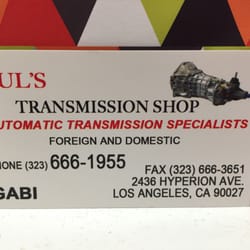 UL'S
TRANSMISSION SHOP
AUTOMATIC TRANSMISSION SPECIALISTS
FOREIGN AND DOMESTIC
HONE (323) 666-1955
FAX (323) 666-3651
GABI
2436 HYPERION AVE.
LOS ANGELES, CA 90027